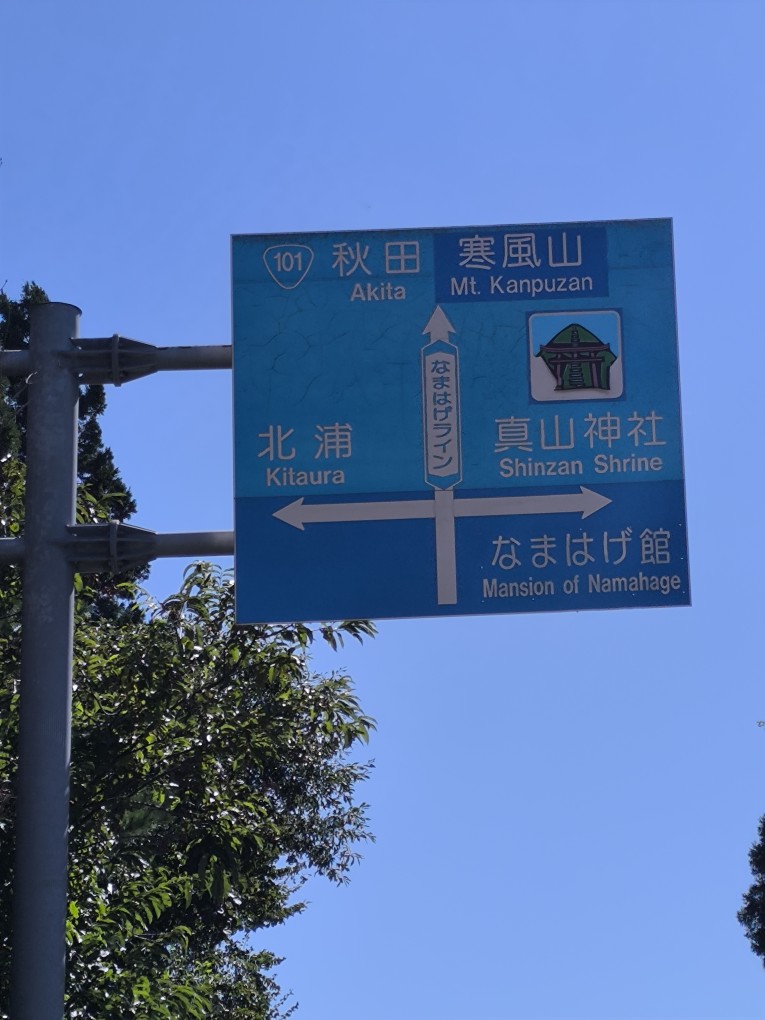 101
秋田
Akita
寒風山
Mt. Kanpuzan
なまはげライン
北浦
Kitaura
真山神社
Shinzan Shrine
なまはげ館
Mansion of Namahage